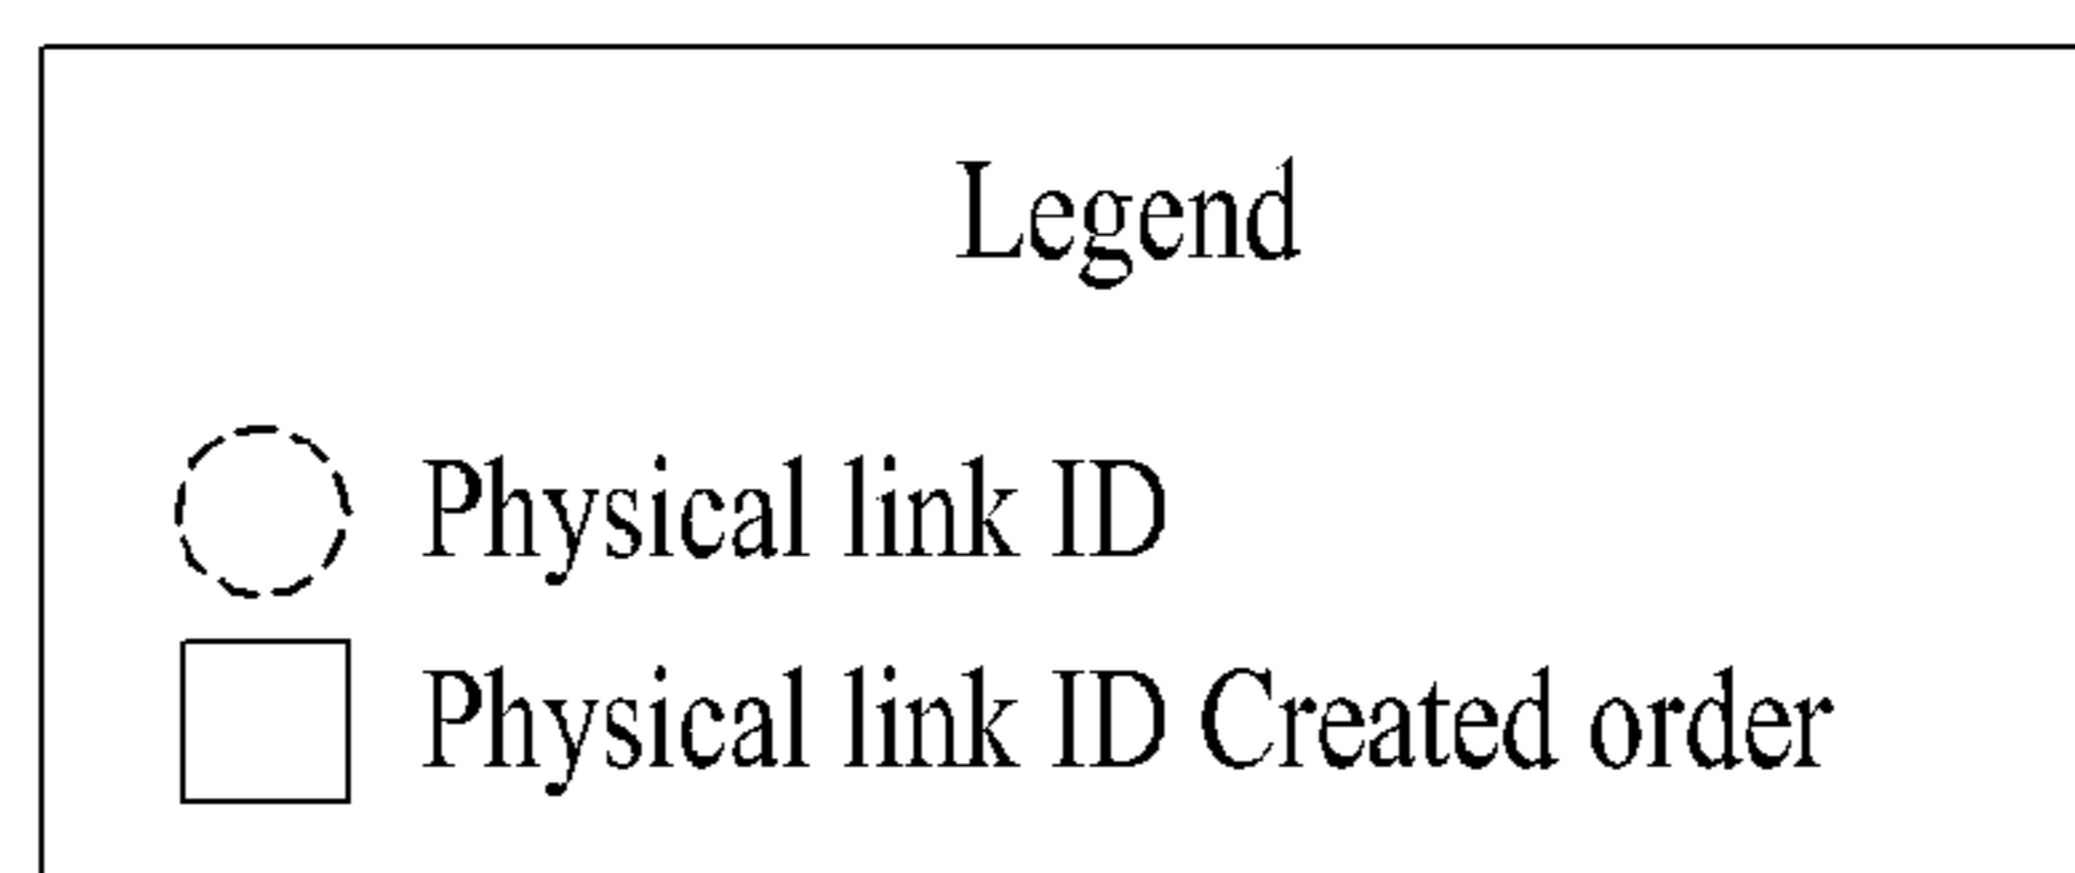 Legend
Physical link ID
Physical link ID Created order